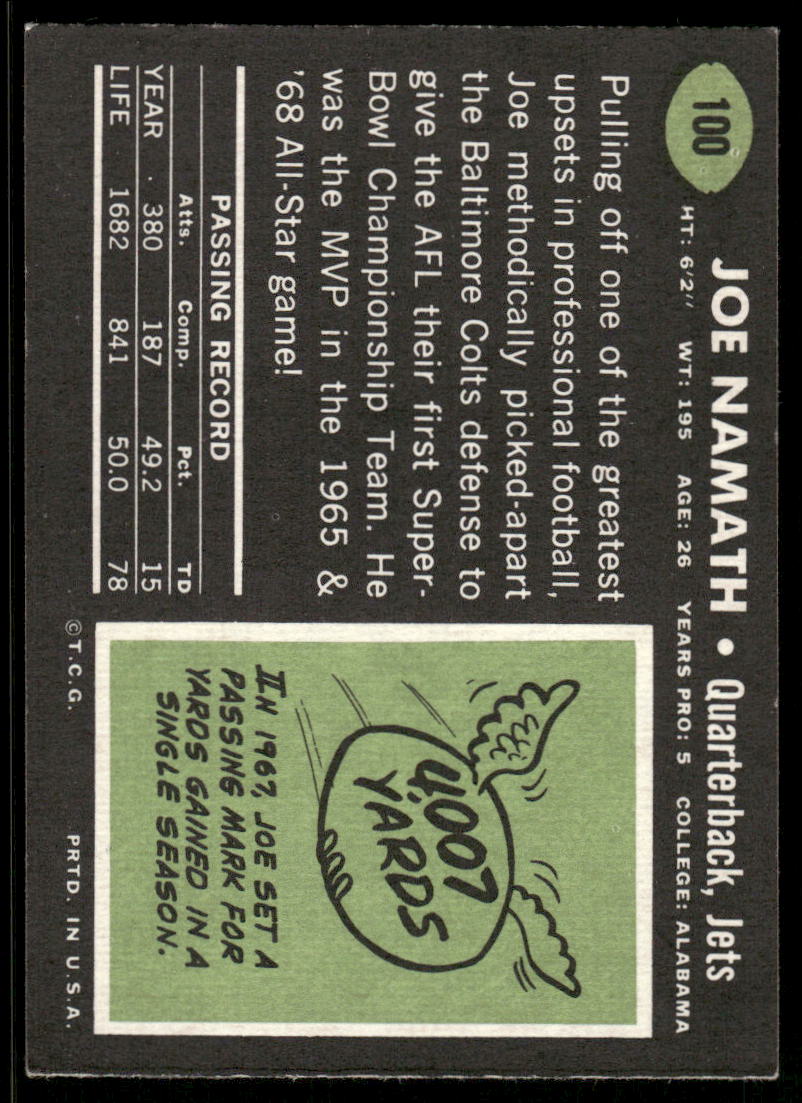 100
JOE NAMATH • Quarterback, Jets
HT: 6'2" WT: 195 AGE: 26 YEARS PRO: 5 COLLEGE: ALABAMA
Pulling off one of the greatest
upsets in professional football,
Joe methodically picked-apart
the Baltimore Colts defense to
give the AFL their first Super-
Bowl Championship Team. He
was the MVP in the 1965 &
'68 All-Star game!
PASSING RECORD
Atts. Comp. Pct. TD
YEAR . 380 187 49.2 15
LIFE . 1682 841 50.0 78
4,007
YARDS
IN 1967, JOE SET A
PASSING MARK FOR
YARDS GAINED IN A
SINGLE SEASON.
©T.C.G. PRTD. IN U.S.A.